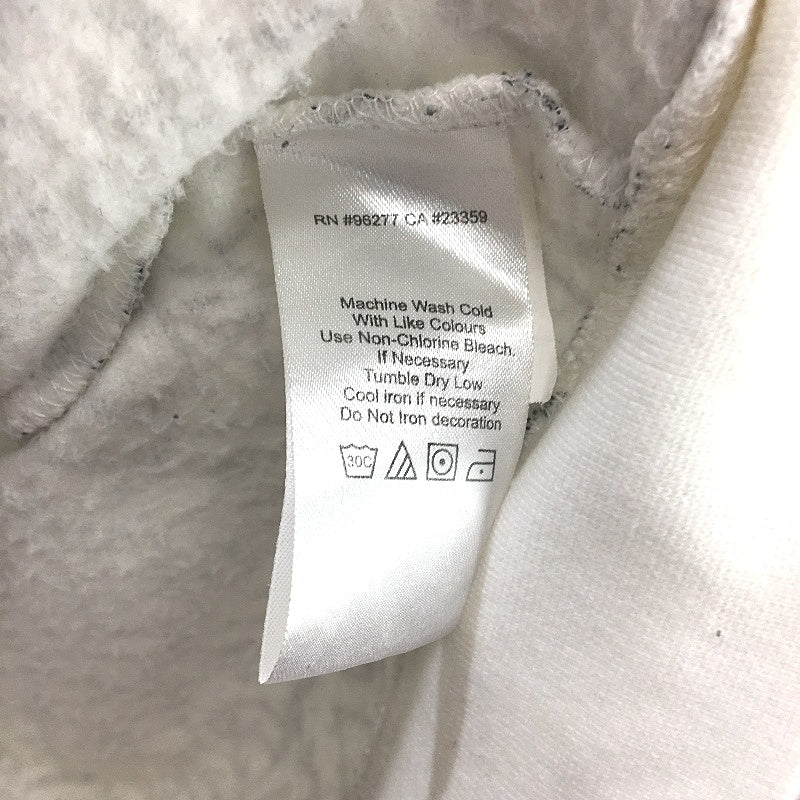 RN #96277 CA #23359
Machine Wash Cold
With Like Colours
Use Non-Chlorine Bleach.
If Necessary
Tumble Dry Low
Cool iron if necessary
Do Not Iron decoration
30C